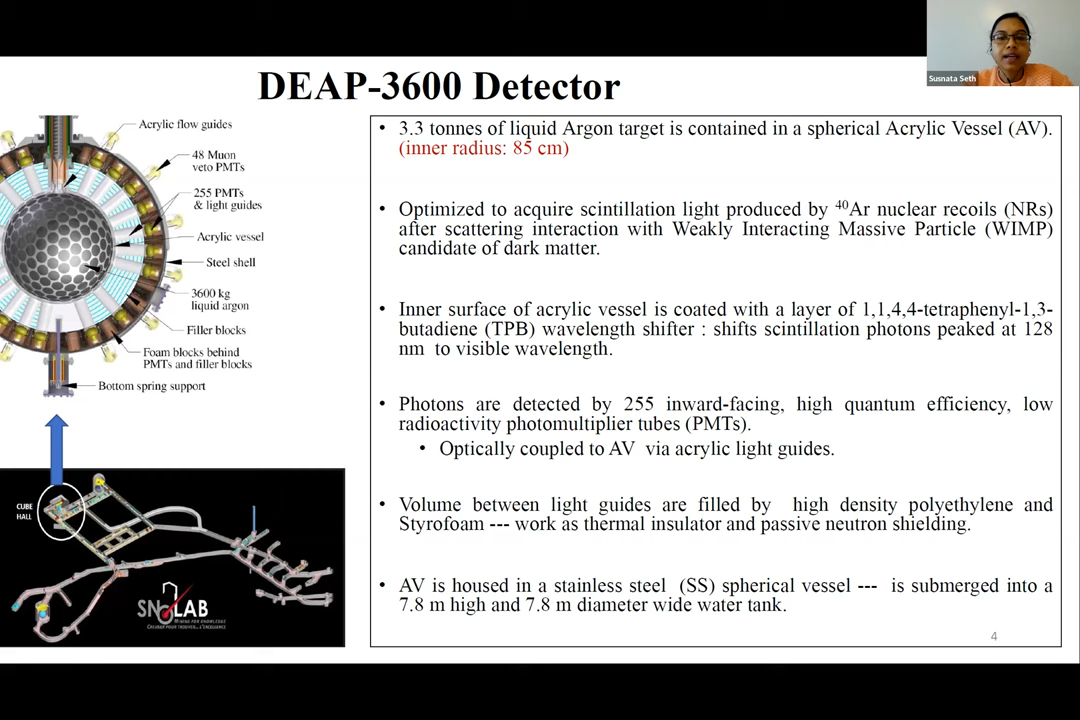 Susnata Seth
DEAP-3600 Detector
Acrylic flow guides
48 Muon
veto PMTs
255 PMTs
& light guides
Acrylic vessel
Steel shell
3600 kg
liquid argon
Filler blocks
Foam blocks behind
PMTs and filler blocks
Bottom spring support
CUBE
HALL
SNOLAB
MINING FOR KNOWLEDGE
CREUSER POUR TROUVER... L'EXCELLENCE
• 3.3 tonnes of liquid Argon target is contained in a spherical Acrylic Vessel (AV).
(inner radius: 85 cm)
• Optimized to acquire scintillation light produced by ⁴⁰Ar nuclear recoils (NRs)
after scattering interaction with Weakly Interacting Massive Particle (WIMP)
candidate of dark matter.
• Inner surface of acrylic vessel is coated with a layer of 1,1,4,4-tetraphenyl-1,3-
butadiene (TPB) wavelength shifter : shifts scintillation photons peaked at 128
nm to visible wavelength.
• Photons are detected by 255 inward-facing, high quantum efficiency, low
radioactivity photomultiplier tubes (PMTs).
• Optically coupled to AV via acrylic light guides.
• Volume between light guides are filled by high density polyethylene and
Styrofoam --- work as thermal insulator and passive neutron shielding.
• AV is housed in a stainless steel (SS) spherical vessel --- is submerged into a
7.8 m high and 7.8 m diameter wide water tank.
4